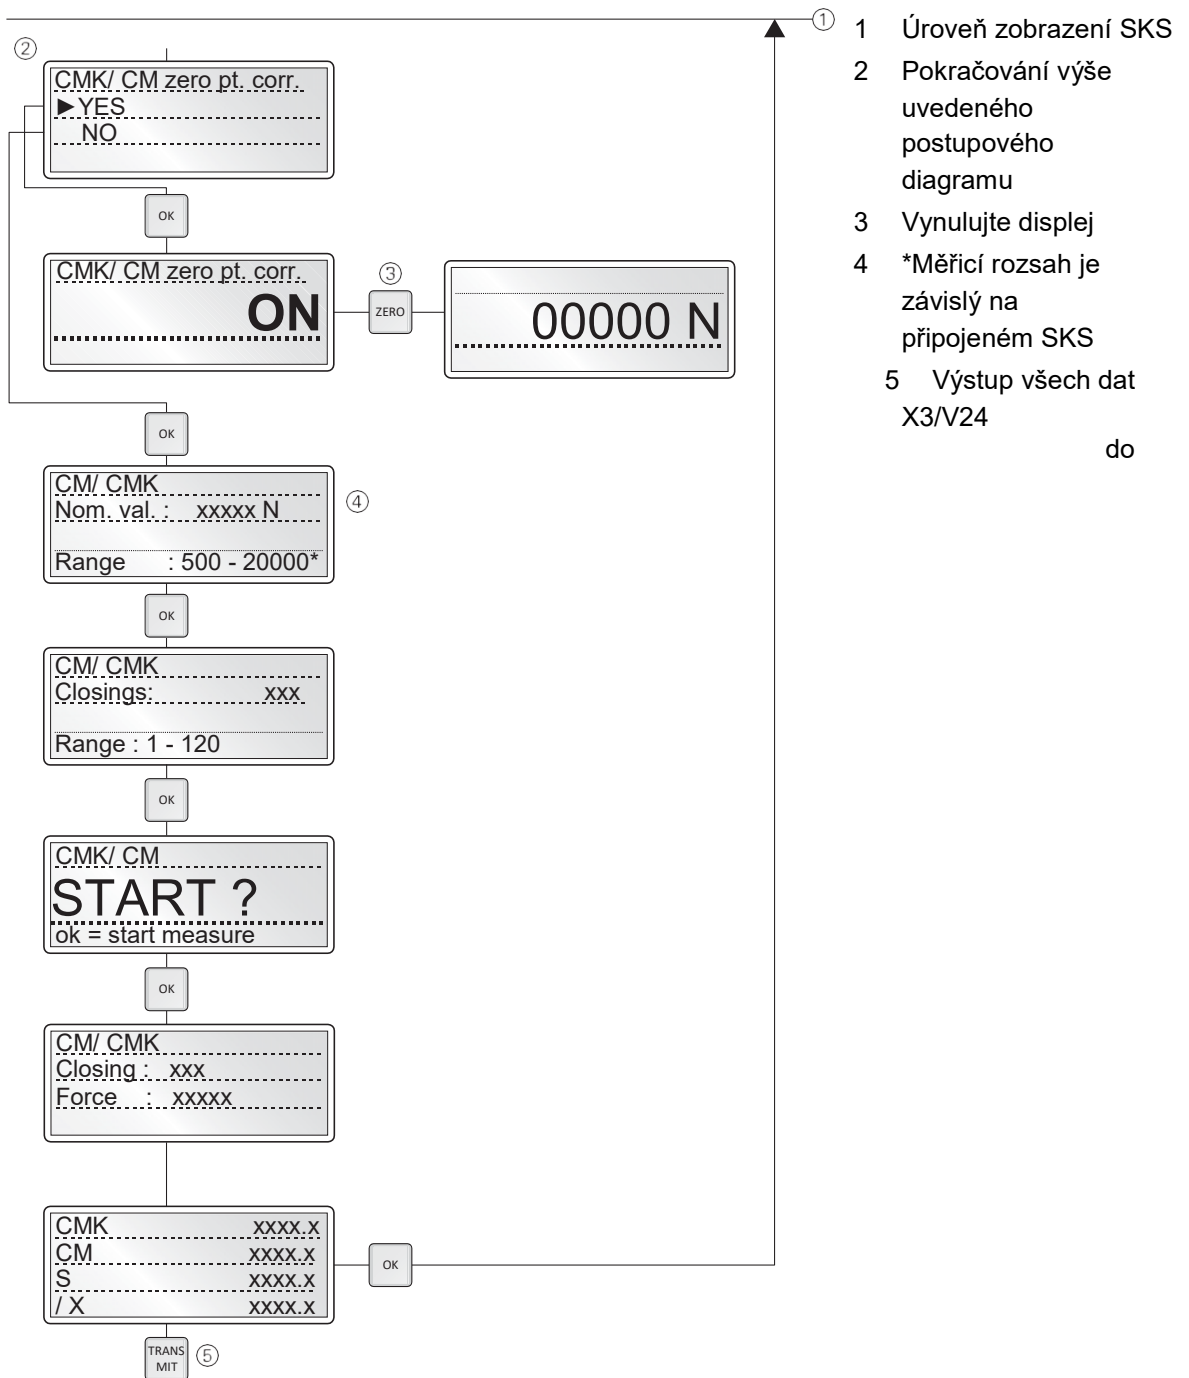 ①
②
CMK/ CM zero pt. corr.
►YES
NO
OK
CMK/ CM zero pt. corr.
ON
③
ZERO
00000 N
OK
CM/ CMK
Nom. val. : xxxxx N
Range : 500 - 20000*
④
OK
CM/ CMK
Closings: xxx
Range : 1 - 120
OK
CMK/ CM
START ?
ok = start measure
OK
CM/ CMK
Closing : xxx
Force : xxxxx
CMK xxxx.x
CM xxxx.x
S xxxx.x
/ X xxxx.x
OK
TRANS
MIT
⑤
1 Úroveň zobrazení SKS
2 Pokračování výše
uvedeného
postupového
diagramu
3 Vynulujte displej
4 *Měřicí rozsah je
závislý na
připojeném SKS
5 Výstup všech dat
X3/V24
do